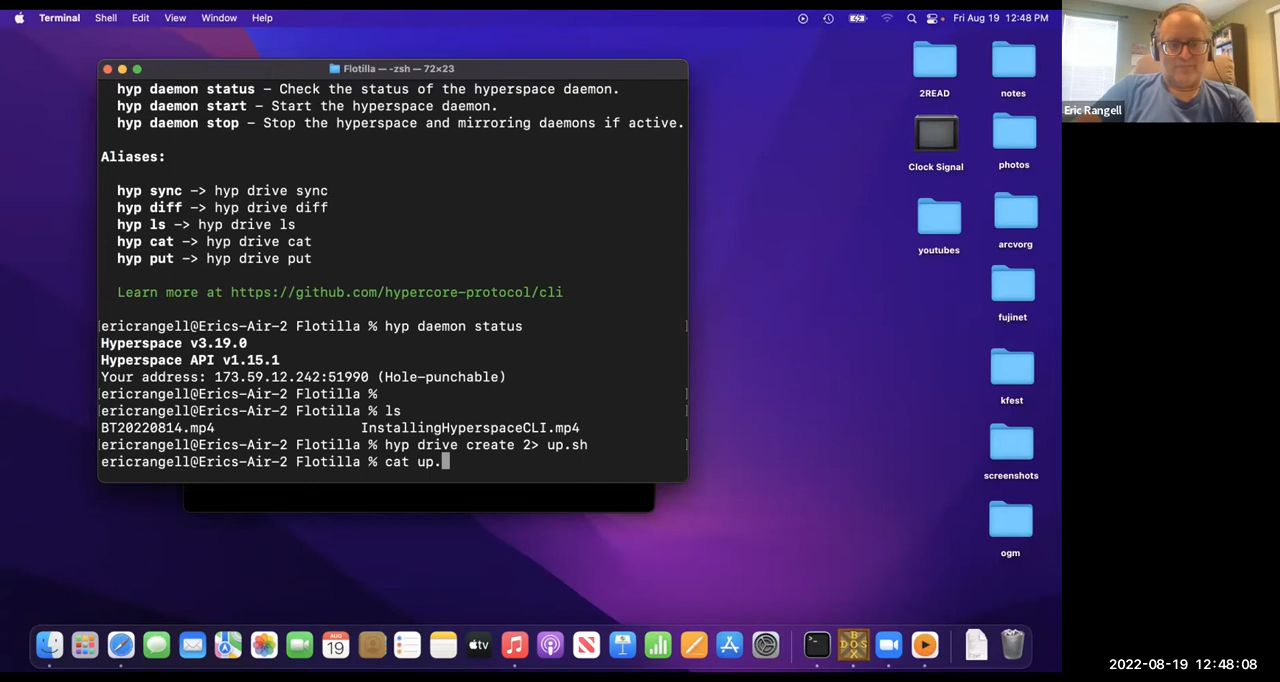 Terminal Shell Edit View Window Help Fri Aug 19 12:48 PM
Flotilla — -zsh — 72×23
hyp daemon status – Check the status of the hyperspace daemon.
hyp daemon start – Start the hyperspace daemon.
hyp daemon stop – Stop the hyperspace and mirroring daemons if active.
Aliases:
hyp sync –> hyp drive sync
hyp diff –> hyp drive diff
hyp ls –> hyp drive ls
hyp cat –> hyp drive cat
hyp put –> hyp drive put
Learn more at https://github.com/hypercore-protocol/cli
[ericrangell@Erics-Air-2 Flotilla % hyp daemon status ]
Hyperspace v3.19.0
Hyperspace API v1.15.1
Your address: 173.59.12.242:51990 (Hole-punchable)
[ericrangell@Erics-Air-2 Flotilla % ]
[ericrangell@Erics-Air-2 Flotilla % ls ]
BT20220814.mp4 InstallingHyperspaceCLI.mp4
[ericrangell@Erics-Air-2 Flotilla % hyp drive create 2> up.sh ]
ericrangell@Erics-Air-2 Flotilla % cat up.
2READ
notes
Clock Signal
photos
youtubes
arcvorg
fujinet
kfest
screenshots
ogm
Eric Rangell
AUG
19
tv
BOXDOS
2022-08-19 12:48:08